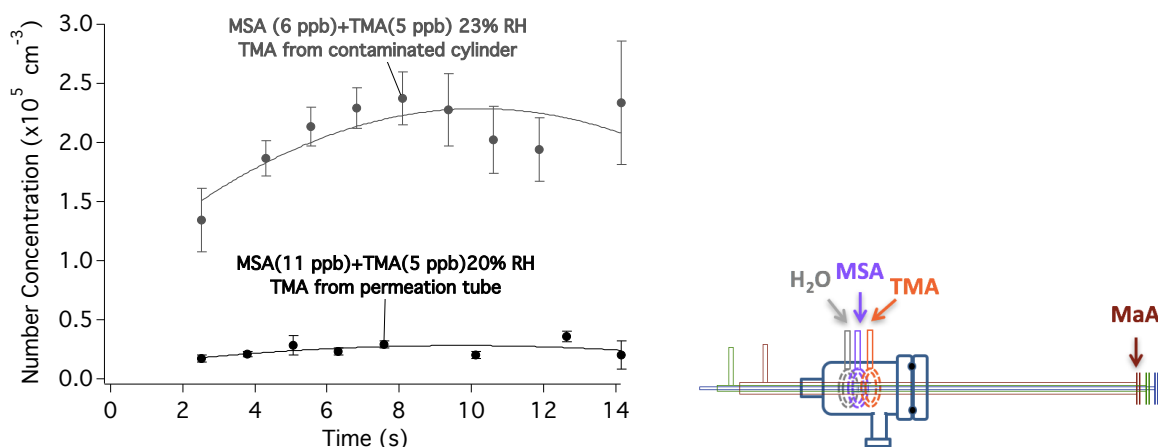 MSA (6 ppb)+TMA(5 ppb) 23% RH
TMA from contaminated cylinder
MSA(11 ppb)+TMA(5 ppb)20% RH
TMA from permeation tube
Number Concentration (x10⁵ cm⁻³)
3.0
2.5
2.0
1.5
1.0
0.5
0.0
0 2 4 6 8 10 12 14
Time (s)
H₂O
MSA
TMA
MaA